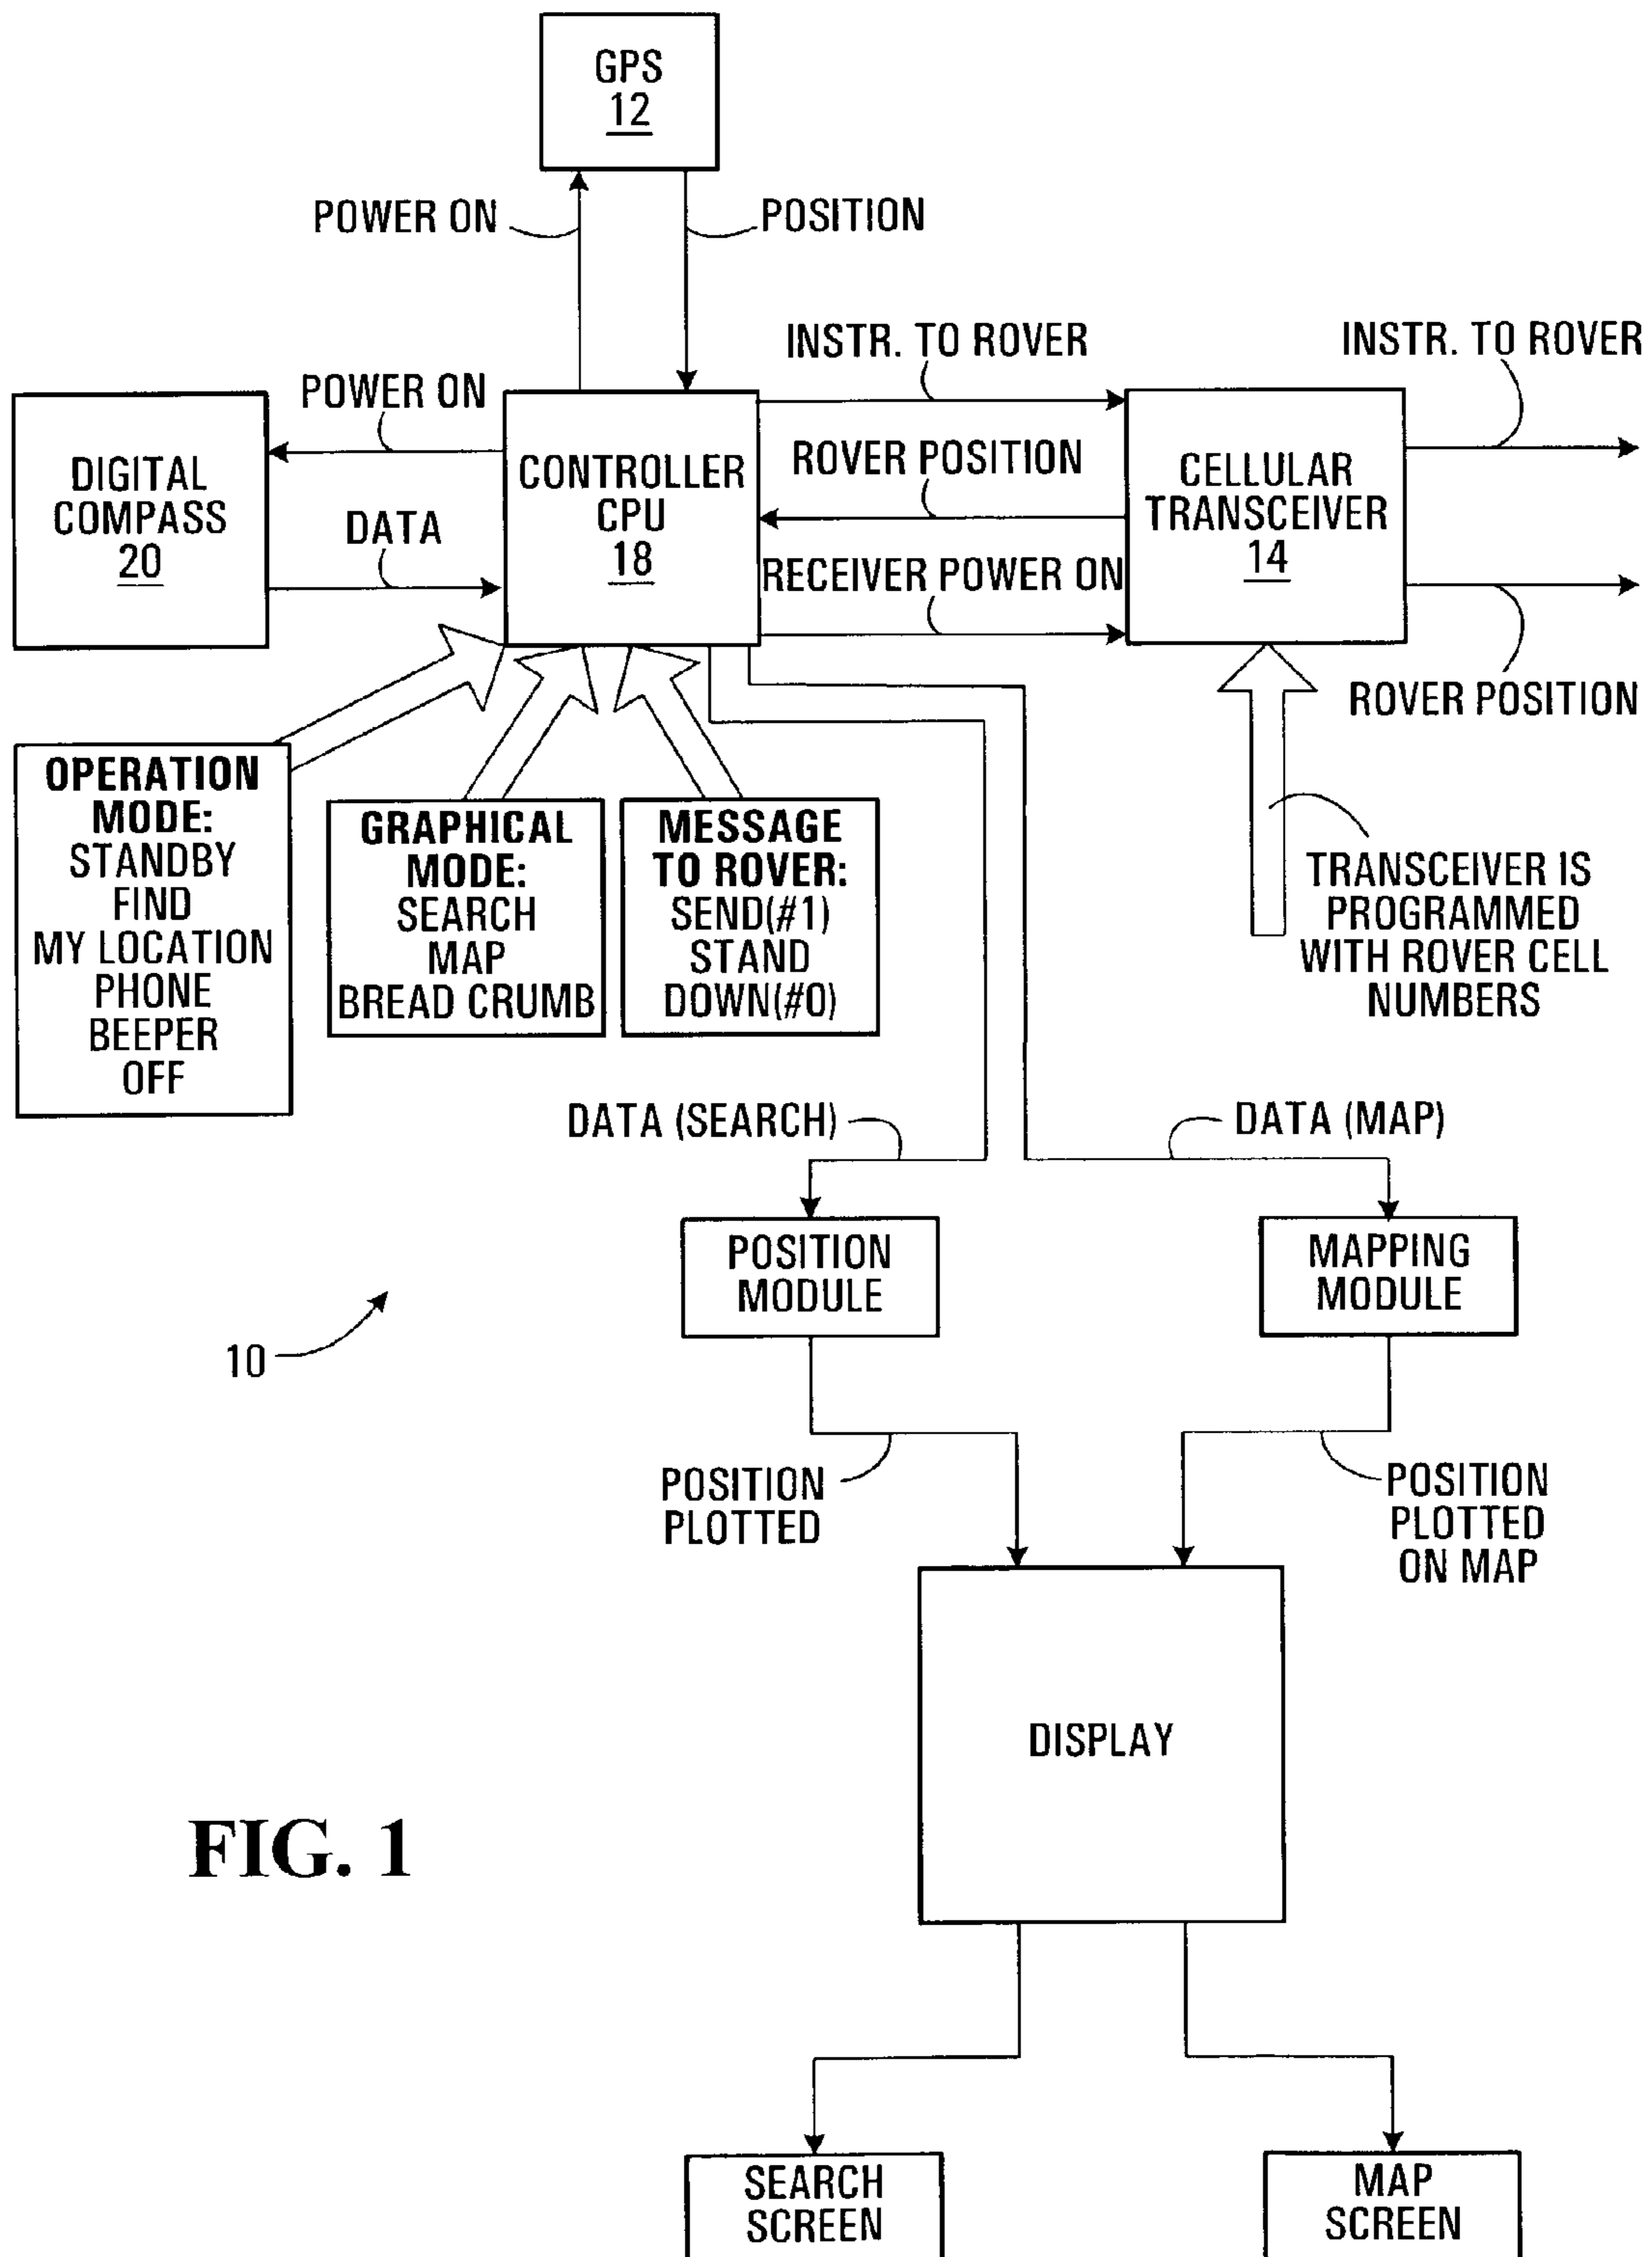 GPS
12
POWER ON
POSITION
INSTR. TO ROVER
INSTR. TO ROVER
POWER ON
DIGITAL
COMPASS
20
DATA
CONTROLLER
CPU
18
ROVER POSITION
RECEIVER POWER ON
CELLULAR
TRANSCEIVER
14
ROVER POSITION
OPERATION
MODE:
STANDBY
FIND
MY LOCATION
PHONE
BEEPER
OFF
GRAPHICAL
MODE:
SEARCH
MAP
BREAD CRUMB
MESSAGE
TO ROVER:
SEND(#1)
STAND
DOWN(#0)
TRANSCEIVER IS
PROGRAMMED
WITH ROVER CELL
NUMBERS
DATA (SEARCH)
DATA (MAP)
POSITION
MODULE
MAPPING
MODULE
10
POSITION
PLOTTED
POSITION
PLOTTED
ON MAP
DISPLAY
FIG. 1
SEARCH
SCREEN
MAP
SCREEN